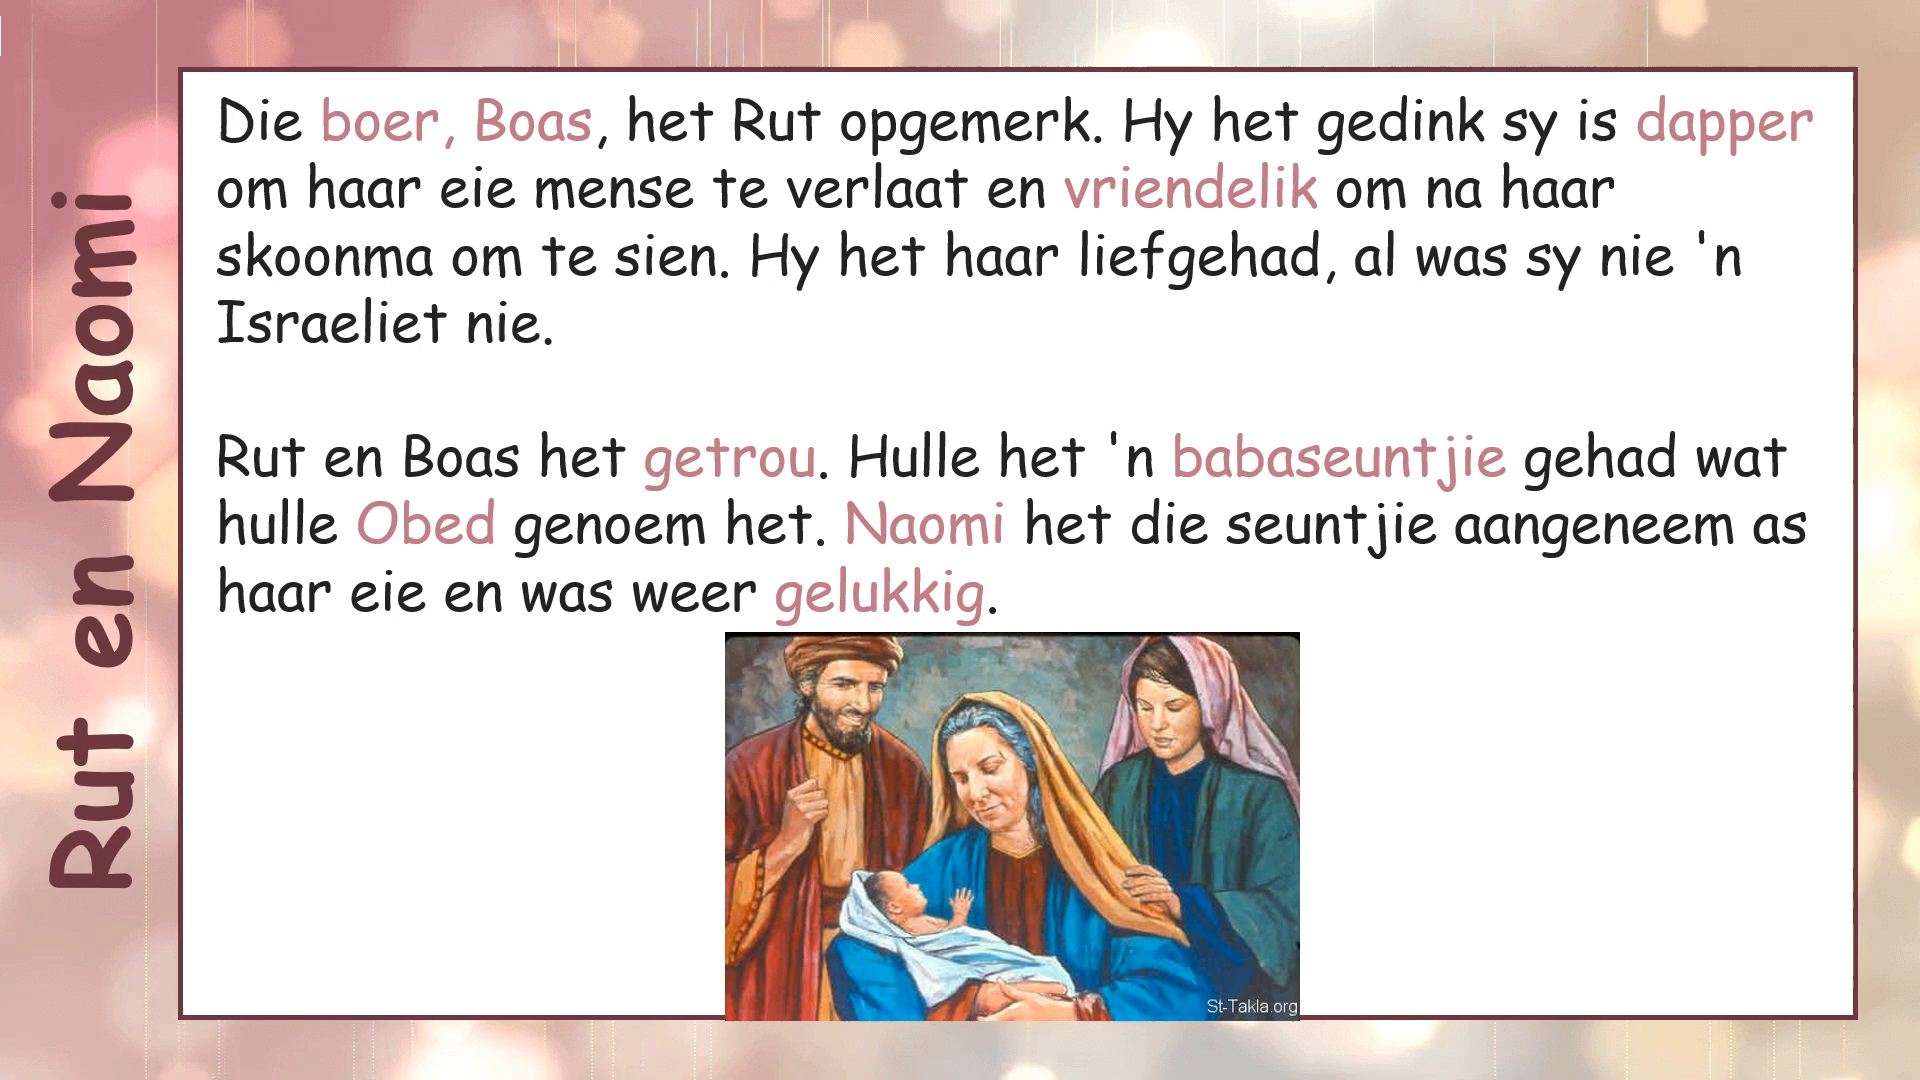 Rut en Naomi
Die boer, Boas, het Rut opgemerk. Hy het gedink sy is dapper
om haar eie mense te verlaat en vriendelik om na haar
skoonma om te sien. Hy het haar liefgehad, al was sy nie 'n
Israeliet nie.
Rut en Boas het getrou. Hulle het 'n babaseuntjie gehad wat
hulle Obed genoem het. Naomi het die seuntjie aangeneem as
haar eie en was weer gelukkig.
St-Takla.org